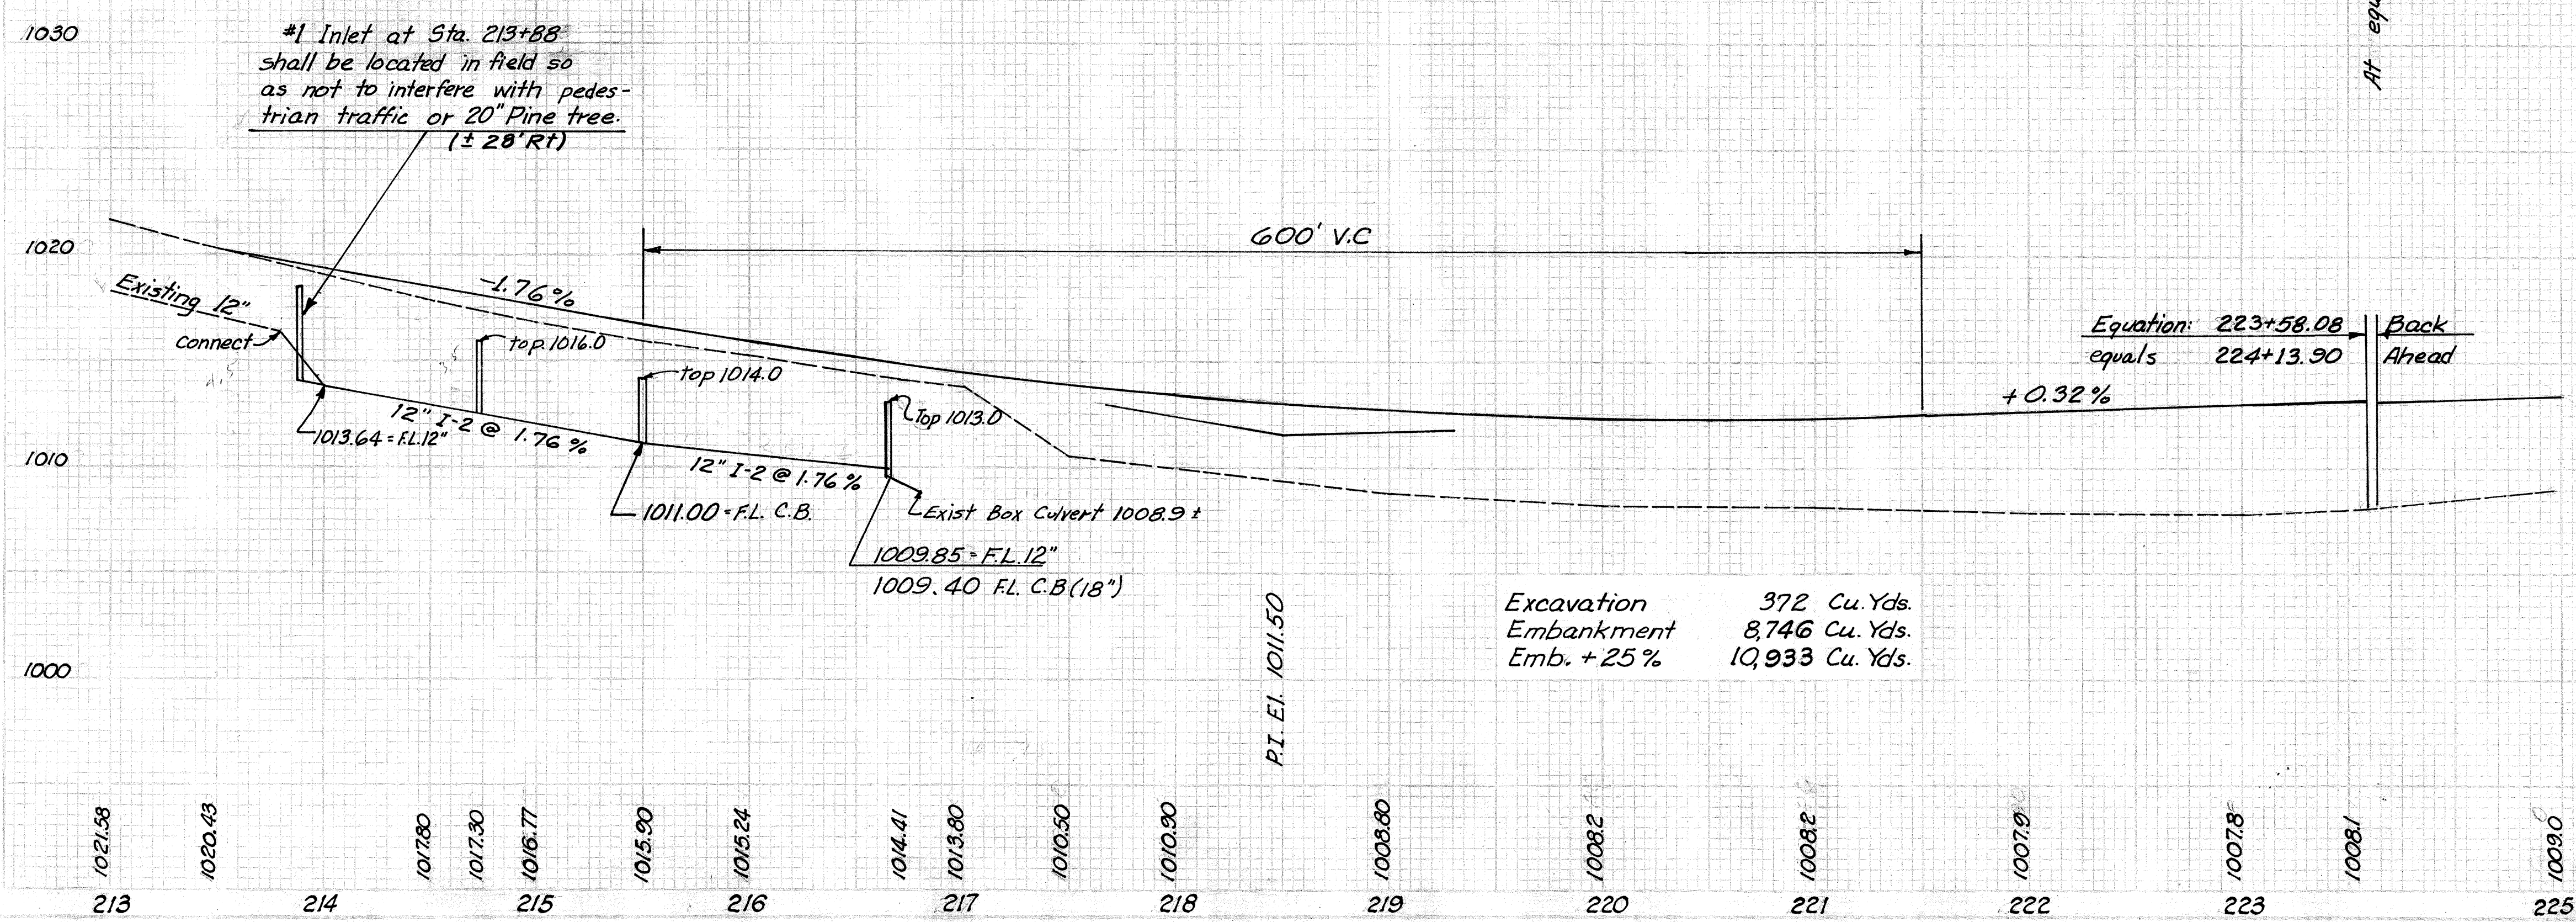 1030
#1 Inlet at Sta. 213+88
shall be located in field so
as not to interfere with pedes-
trian traffic or 20" Pine tree.
(± 28' Rt)
At equ
1020
600' V.C
-1.76%
Existing 12"
connect
top 1016.0
top 1014.0
Top 1013.0
Equation: 223+58.08 Back
equals 224+13.90 Ahead
+0.32%
1010
1013.64 = F.L. 12"
12" I-2 @ 1.76%
12" I-2 @ 1.76%
1011.00 = F.L. C.B.
Exist Box Culvert 1008.9 ±
1009.85 = F.L. 12"
1009.40 F.L. C.B (18")
1000
P.I. El. 1011.50
Excavation 372 Cu. Yds.
Embankment 8,746 Cu. Yds.
Emb. +25% 10,933 Cu. Yds.
1021.58 1020.43 1017.80 1017.30 1016.77 1015.90 1015.24 1014.41 1013.80 1010.50 1010.90 1008.80 1008.2 1008.2 1007.9 1007.8 1008.1 1009.0
213 214 215 216 217 218 219 220 221 222 223 225